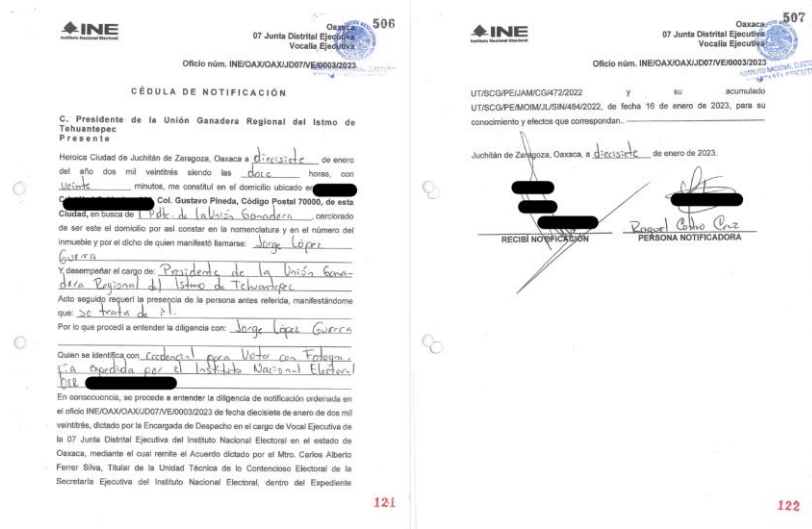 506
INE
Instituto Nacional Electoral
Oaxaca
07 Junta Distrital Ejecutiva
Vocalía Ejecutiva
Oficio núm. INE/OAX/OAX/JD07/VE/0003/2023
CÉDULA DE NOTIFICACIÓN
C. Presidente de la Unión Ganadera Regional del Istmo de
Tehuantepec
P r e s e n t e
Heroica Ciudad de Juchitán de Zaragoza, Oaxaca a diecisiete de enero
del año dos mil veintitrés siendo las doce horas, con
Veinte minutos, me constituí en el domicilio ubicado en
Col. Gustavo Pineda, Código Postal 70000, de esta
Ciudad, en busca de Pdte. de la Unión Ganadera, cerciorado
de ser este el domicilio por así constar en la nomenclatura y en el número del
inmueble y por el dicho de quien manifestó llamarse: Jorge López
Guerra
Y desempeñar el cargo de: Presidente de la Unión Gana-
dera Regional del Istmo de Tehuantepec
Acto seguido requerí la presencia de la persona antes referida, manifestándome
que: se trata de él.
Por lo que procedí a entender la diligencia con: Jorge López Guerra
Quien se identifica con Credencial para Votar con Fotogra-
fía expedida por el Instituto Nacional Electoral
OCR
En consecuencia, se procede a entender la diligencia de notificación ordenada en
el oficio INE/OAX/OAX/JD07/VE/0003/2023 de fecha diecisiete de enero de dos mil
veintitrés, dictado por la Encargada de Despacho en el cargo de Vocal Ejecutiva de
la 07 Junta Distrital Ejecutiva del Instituto Nacional Electoral en el estado de
Oaxaca, mediante el cual remite el Acuerdo dictado por el Mtro. Carlos Alberto
Ferrer Silva, Titular de la Unidad Técnica de lo Contencioso Electoral de la
Secretaría Ejecutiva del Instituto Nacional Electoral, dentro del Expediente
121
507
INE
Instituto Nacional Electoral
Oaxaca
07 Junta Distrital Ejecutiva
Vocalía Ejecutiva
Oficio núm. INE/OAX/OAX/JD07/VE/0003/2023
INSTITUTO NACIONAL ELECTO
UT/SCG/PE/JAM/CG/472/2022 y su acumulado
UT/SCG/PE/MOIM/JL/SIN/484/2022, de fecha 16 de enero de 2023, para su
conocimiento y efectos que correspondan.
Juchitán de Zaragoza, Oaxaca, a diecisiete de enero de 2023.
Raquel Castro Cruz
RECIBÍ NOTIFICACIÓN
PERSONA NOTIFICADORA
122